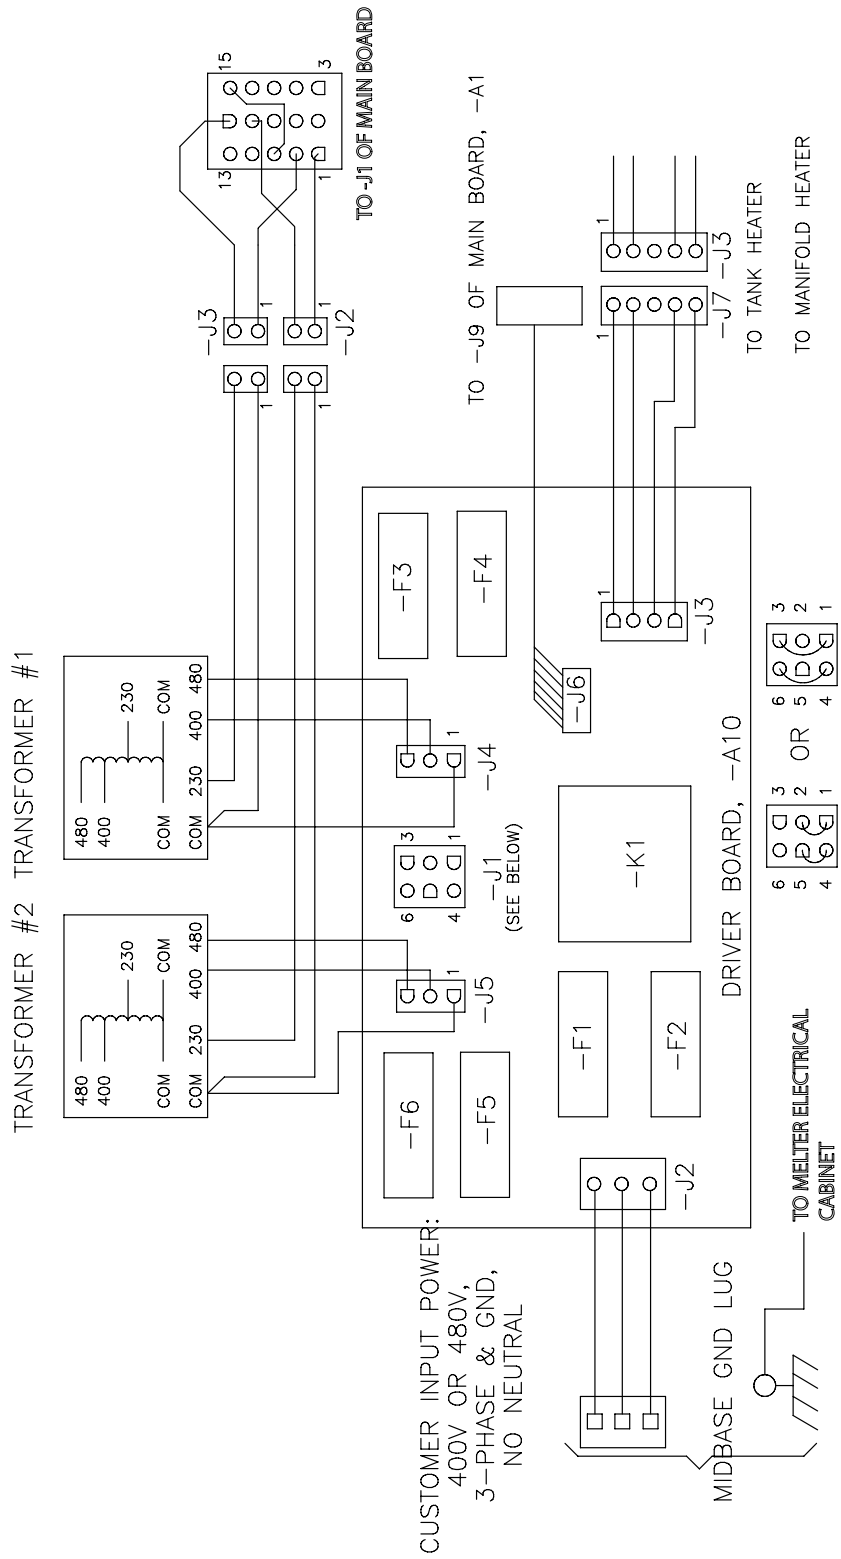 TRANSFORMER #2
TRANSFORMER #1
480
400
230
COM
COM
COM
230
400
480
480
400
230
COM
COM
COM
230
400
480
-J3
1
1
-J2
1
1
13
15
1
3
TO -J1 OF MAIN BOARD
CUSTOMER INPUT POWER:
400V OR 480V,
3-PHASE & GND,
NO NEUTRAL
-F6
-F5
-J5
1
6
3
4
1
-J1
(SEE BELOW)
-J4
1
-F3
-F4
TO -J9 OF MAIN BOARD, -A1
-J2
-F1
-F2
-K1
-J6
-J3
1
1
-J7
1
-J3
TO TANK HEATER
TO MANIFOLD HEATER
DRIVER BOARD, -A10
MIDBASE GND LUG
TO MELTER ELECTRICAL
CABINET
6
3
5
2
4
1
OR
6
3
5
2
4
1